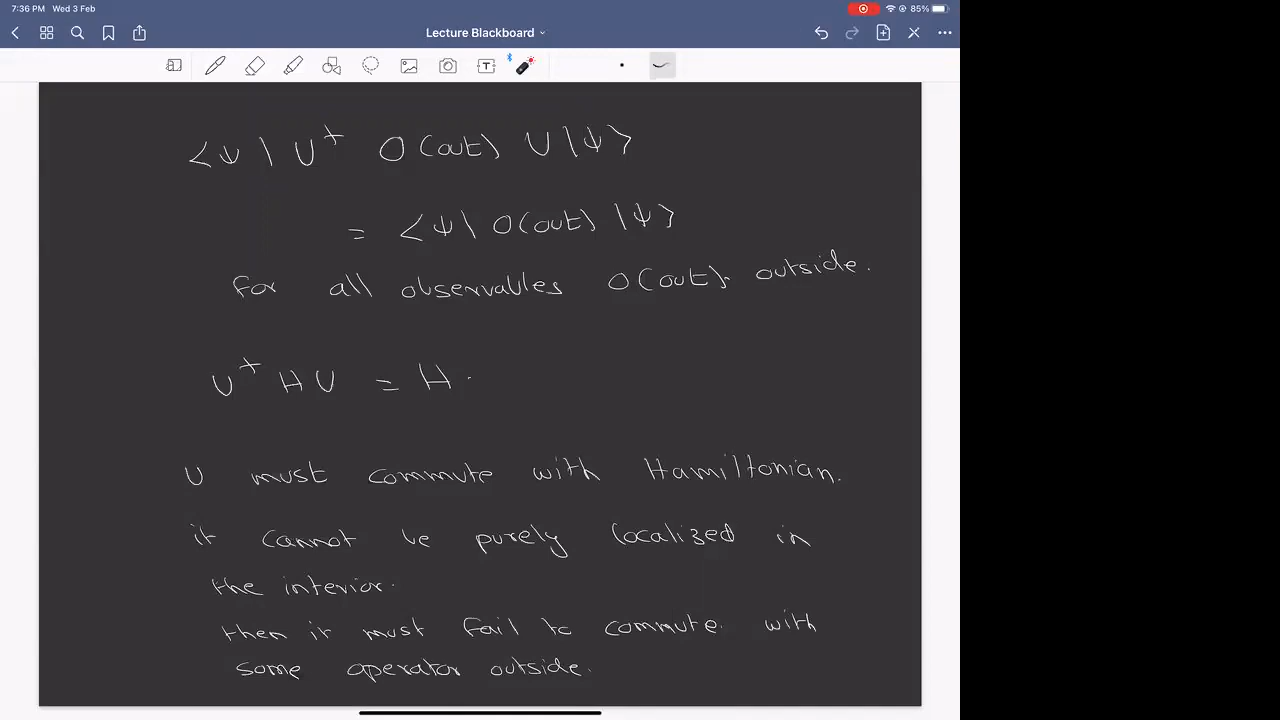 7:36 PM Wed 3 Feb
85%
Lecture Blackboard
<ψ| U† O(out) U|ψ>
= <ψ| O(out) |ψ>
for all observables O(out) outside.
U† H U = H.
U must commute with Hamiltonian.
it cannot be purely localized in
the interior.
then it must fail to commute with
some operator outside.